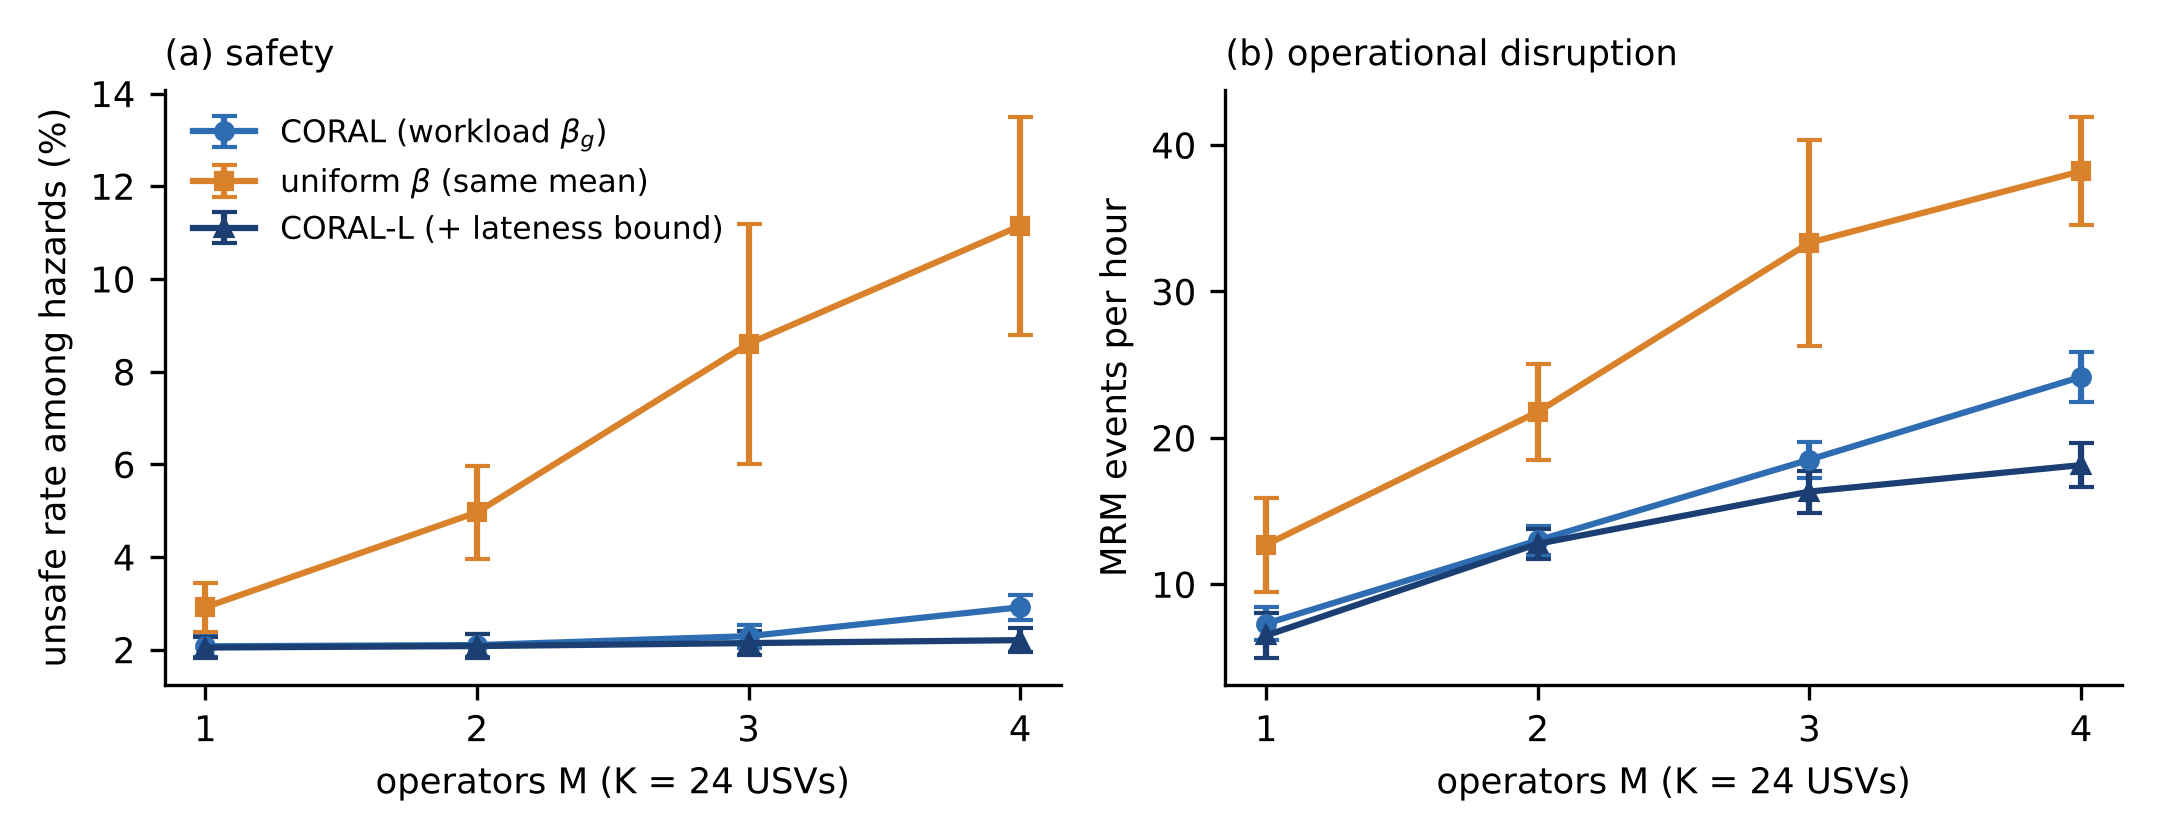 (a) safety
unsafe rate among hazards (%)
14
12
10
8
6
4
2
CORAL (workload β_g)
uniform β (same mean)
CORAL-L (+ lateness bound)
1 2 3 4
operators M (K = 24 USVs)
(b) operational disruption
MRM events per hour
40
30
20
10
1 2 3 4
operators M (K = 24 USVs)